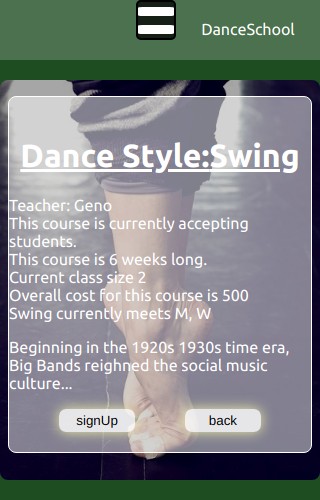 DanceSchool
Dance Style:Swing
Teacher: Geno
This course is currently accepting
students.
This course is 6 weeks long.
Current class size 2
Overall cost for this course is 500
Swing currently meets M, W
Beginning in the 1920s 1930s time era,
Big Bands reighned the social music
culture...
signUp
back